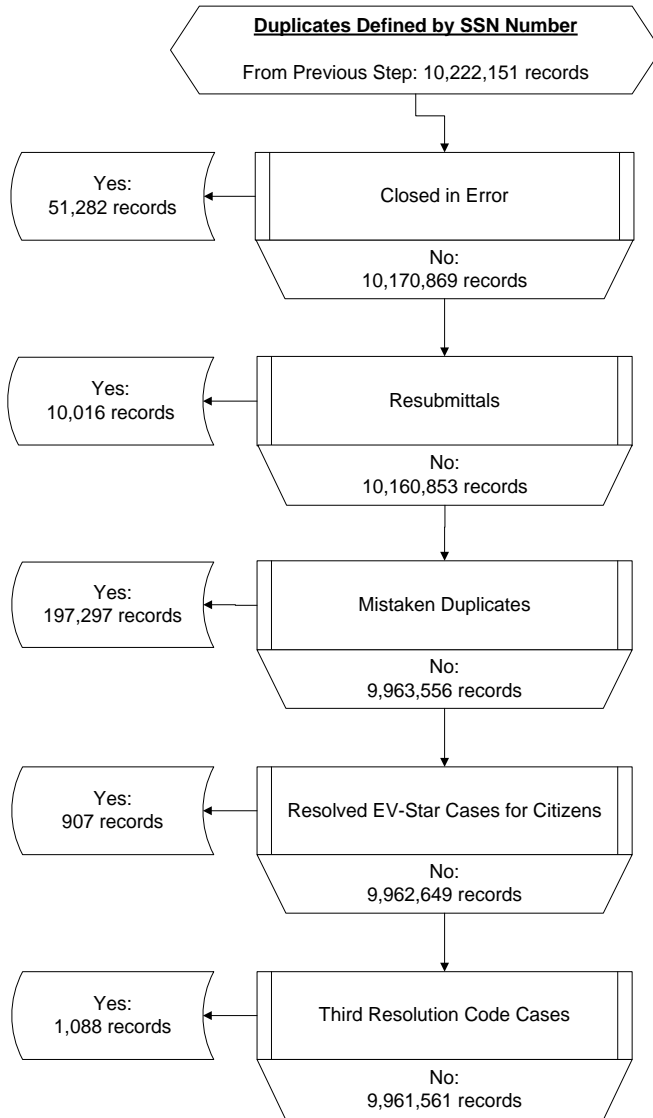 Duplicates Defined by SSN Number
From Previous Step: 10,222,151 records
Closed in Error
Yes:
51,282 records
No:
10,170,869 records
Resubmittals
Yes:
10,016 records
No:
10,160,853 records
Mistaken Duplicates
Yes:
197,297 records
No:
9,963,556 records
Resolved EV-Star Cases for Citizens
Yes:
907 records
No:
9,962,649 records
Third Resolution Code Cases
Yes:
1,088 records
No:
9,961,561 records